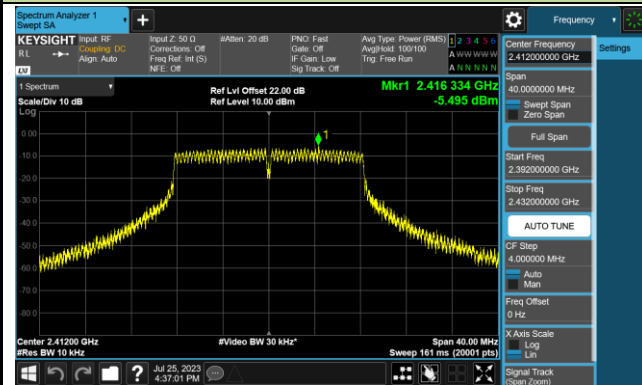 Spectrum Analyzer 1
Swept SA
Frequency
KEYSIGHT
RL
LXI
Input: RF
Coupling: DC
Align: Auto
Input Z: 50 Ω
Corrections: Off
Freq Ref: Int (S)
NFE: Off
#Atten: 20 dB
PNO: Fast
Gate: Off
IF Gain: Low
Sig Track: Off
Avg Type: Power (RMS)
Avg|Hold: 100/100
Trig: Free Run
1 2 3 4 5 6
A W W W W W
A N N N N N
1 Spectrum
Scale/Div 10 dB
Log
Ref Lvl Offset 22.00 dB
Ref Level 10.00 dBm
Mkr1 2.416 334 GHz
-5.495 dBm
1
0.00
-10.0
-20.0
-30.0
-40.0
-50.0
-60.0
-70.0
-80.0
Center 2.41200 GHz
#Res BW 10 kHz
#Video BW 30 kHz*
Span 40.00 MHz
Sweep 161 ms (20001 pts)
Jul 25, 2023
4:37:01 PM
Center Frequency
2.412000000 GHz
Span
40.0000000 MHz
Swept Span
Zero Span
Full Span
Start Freq
2.392000000 GHz
Stop Freq
2.432000000 GHz
AUTO TUNE
CF Step
4.000000 MHz
Auto
Man
Freq Offset
0 Hz
X Axis Scale
Log
Lin
Signal Track
(Span Zoom)
Settings